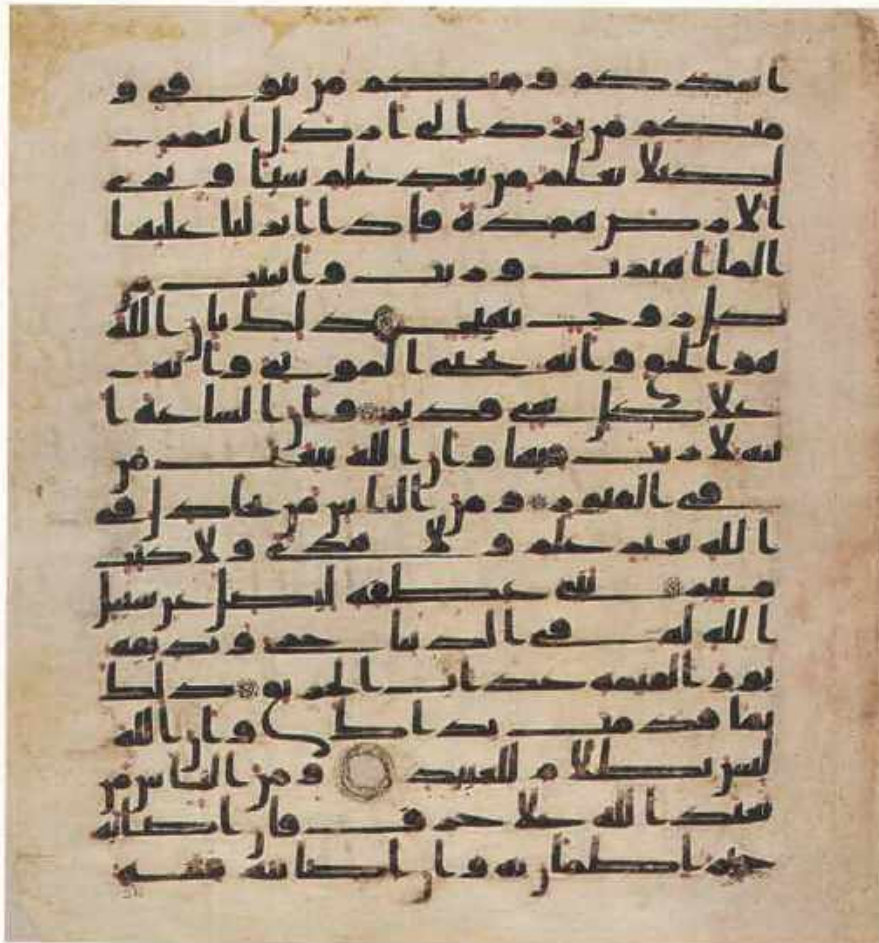 اشدكم ومنكم من يتوفى و
منكم من يرد الى ارذل العمر
لكيلا يعلم من بعد علم شيا وترى
الارض همدة فاذا انزلنا عليها
الما اهتزت وربت وانبتت من
كل زوج بهيج ذلك بان الله
هو الحق وانه يحيى الموتى وانه
على كل شى قدير وان الساعة ا
تية لا ريب فيها وان الله يبعث من
فى القبور ومن الناس من يجادل فى
الله بغير علم ولا هدى ولا كتب
منير ثنى عطفه ليضل عن سبيل
الله له فى الدنيا خزى ونذيقه
يوم القيمة عذاب الحريق ذلك
بما قدمت يداك وان الله
ليس بظلام للعبيد ومن الناس من
يعبد الله على حرف فان اصابه
خير اطمان به وان اصابته فتنة